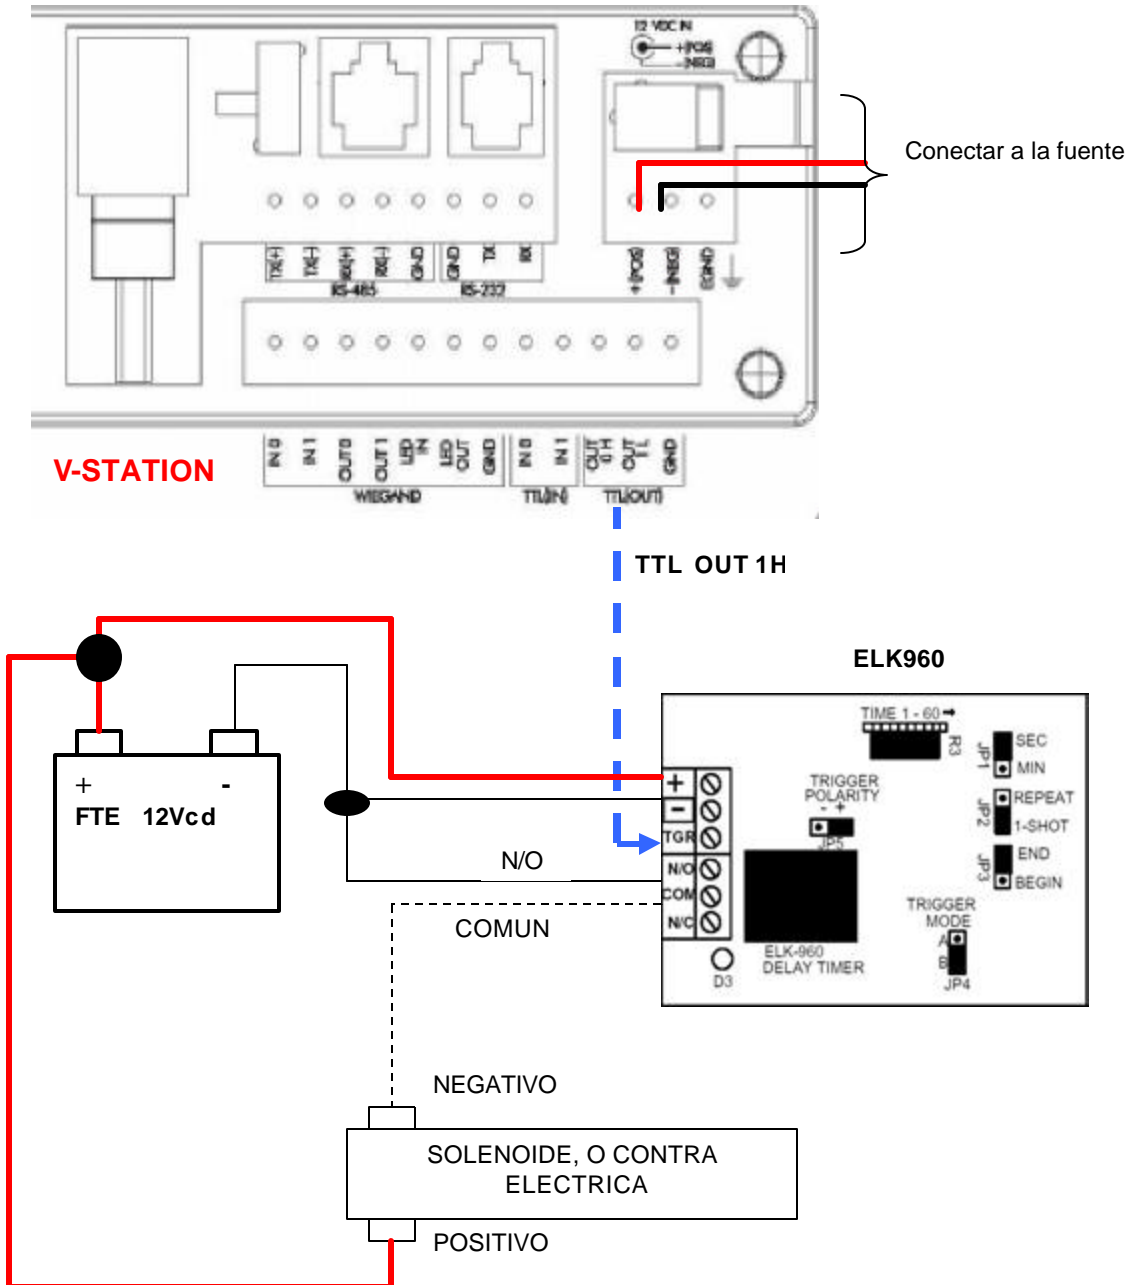 12 VDC IN
+(POS)
-(NEG)
Conectar a la fuente
TX(+) TX(-) RX(+) RX(-) GND GND TX RX
+(POS) -(NEG) EGND
RS-485 RS-232
V-STATION
IN 0 IN 1 OUT 0 OUT 1 LED IN LED OUT GND IN 0 IN 1 OUT 0 H OUT 1 L GND
WIEGAND TTL(IN) TTL(OUT)
TTL OUT 1H
ELK960
TIME 1 - 60
R3
JP1 SEC
MIN
TRIGGER
POLARITY
- +
JP5
JP2 REPEAT
1-SHOT
JP3 END
BEGIN
TRIGGER
MODE
A
B
JP4
+
-
TGR
N/O
COM
N/C
D3
ELK-960
DELAY TIMER
+ -
FTE 12Vcd
N/O
COMUN
NEGATIVO
SOLENOIDE, O CONTRA
ELECTRICA
POSITIVO